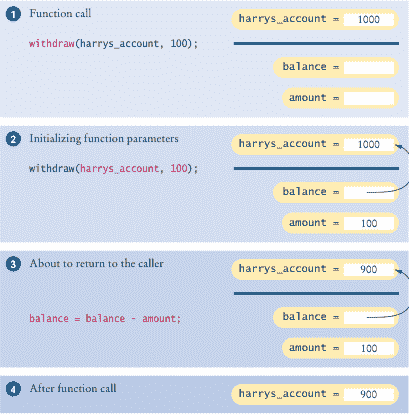 1 Function call
harrys_account = 1000
withdraw(harrys_account, 100);
balance =
amount =
2 Initializing function parameters
harrys_account = 1000
withdraw(harrys_account, 100);
balance =
amount = 100
3 About to return to the caller
harrys_account = 900
balance = balance - amount;
balance =
amount = 100
4 After function call
harrys_account = 900